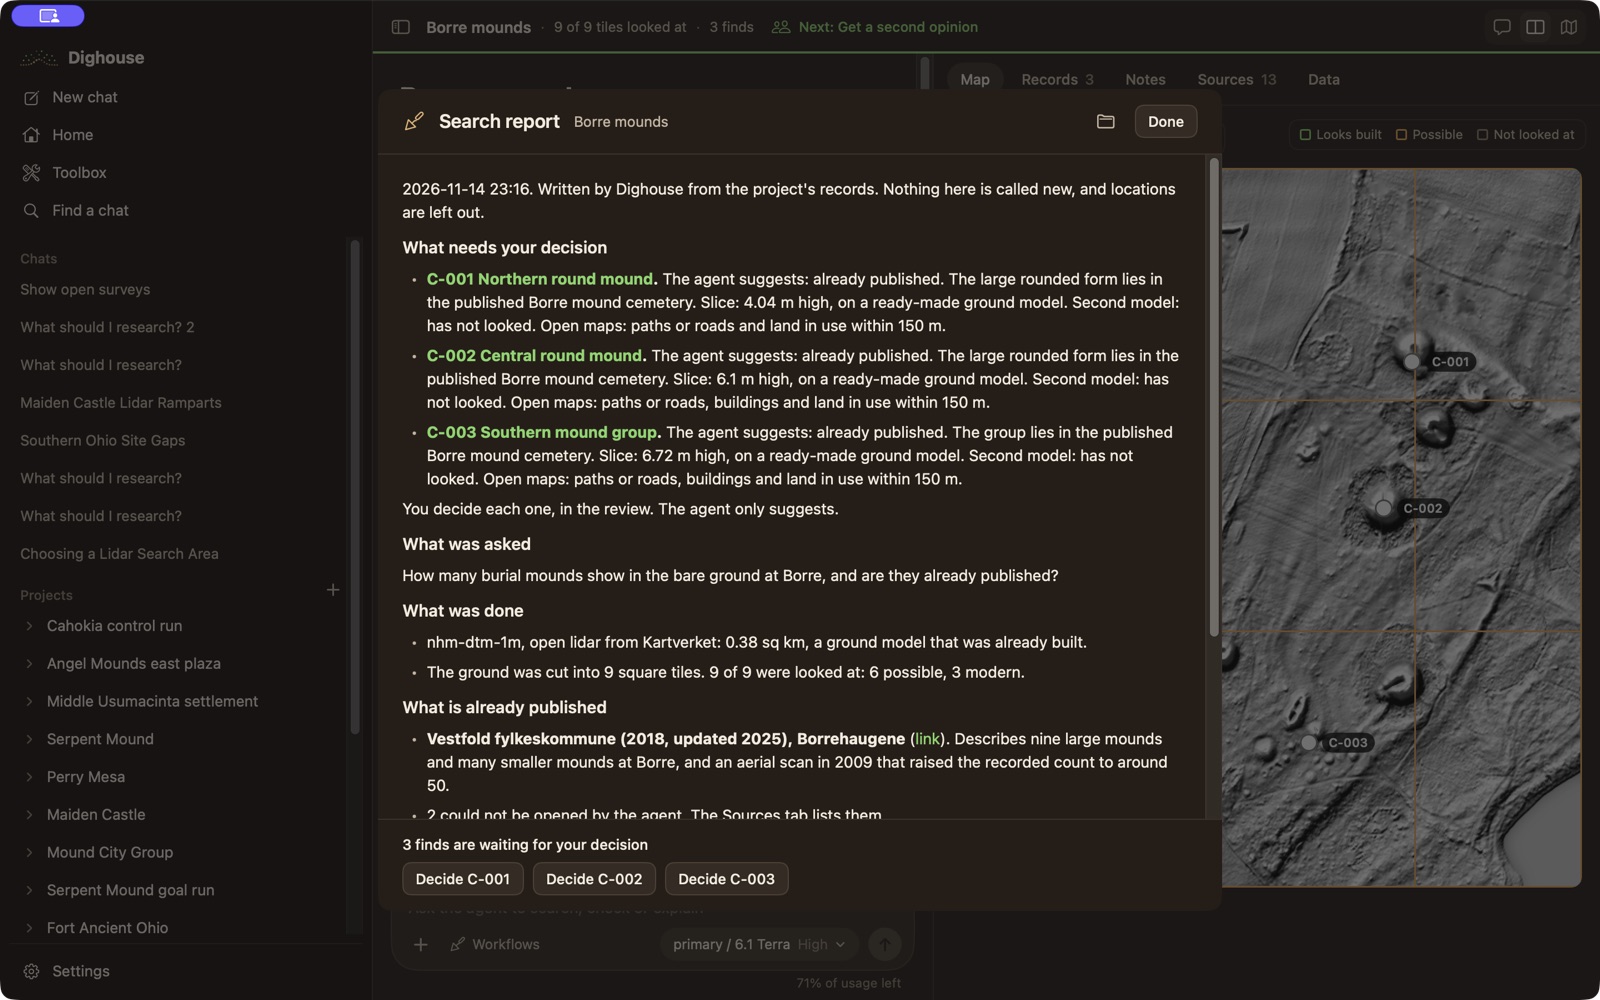 Dighouse
New chat
Home
Toolbox
Find a chat
Chats
Show open surveys
What should I research? 2
What should I research?
Maiden Castle Lidar Ramparts
Southern Ohio Site Gaps
What should I research?
What should I research?
Choosing a Lidar Search Area
Projects
Cahokia control run
Angel Mounds east plaza
Middle Usumacinta settlement
Serpent Mound
Perry Mesa
Maiden Castle
Mound City Group
Serpent Mound goal run
Fort Ancient Ohio
Settings
Borre mounds · 9 of 9 tiles looked at · 3 finds Next: Get a second opinion
Map Records 3 Notes Sources 13 Data
Looks built Possible Not looked at
Search report Borre mounds Done
2026-11-14 23:16. Written by Dighouse from the project's records. Nothing here is called new, and locations
are left out.
What needs your decision
• C-001 Northern round mound. The agent suggests: already published. The large rounded form lies in
the published Borre mound cemetery. Slice: 4.04 m high, on a ready-made ground model. Second model:
has not looked. Open maps: paths or roads and land in use within 150 m.
• C-002 Central round mound. The agent suggests: already published. The large rounded form lies in the
published Borre mound cemetery. Slice: 6.1 m high, on a ready-made ground model. Second model: has
not looked. Open maps: paths or roads, buildings and land in use within 150 m.
• C-003 Southern mound group. The agent suggests: already published. The group lies in the published
Borre mound cemetery. Slice: 6.72 m high, on a ready-made ground model. Second model: has not
looked. Open maps: paths or roads, buildings and land in use within 150 m.
You decide each one, in the review. The agent only suggests.
What was asked
How many burial mounds show in the bare ground at Borre, and are they already published?
What was done
• nhm-dtm-1m, open lidar from Kartverket: 0.38 sq km, a ground model that was already built.
• The ground was cut into 9 square tiles. 9 of 9 were looked at: 6 possible, 3 modern.
What is already published
• Vestfold fylkeskommune (2018, updated 2025), Borrehaugene (link). Describes nine large mounds
and many smaller mounds at Borre, and an aerial scan in 2009 that raised the recorded count to around
50.
• 2 could not be opened by the agent. The Sources tab lists them.
3 finds are waiting for your decision
Decide C-001 Decide C-002 Decide C-003
C-001
C-002
C-003
Workflows
primary / 6.1 Terra High
71% of usage left